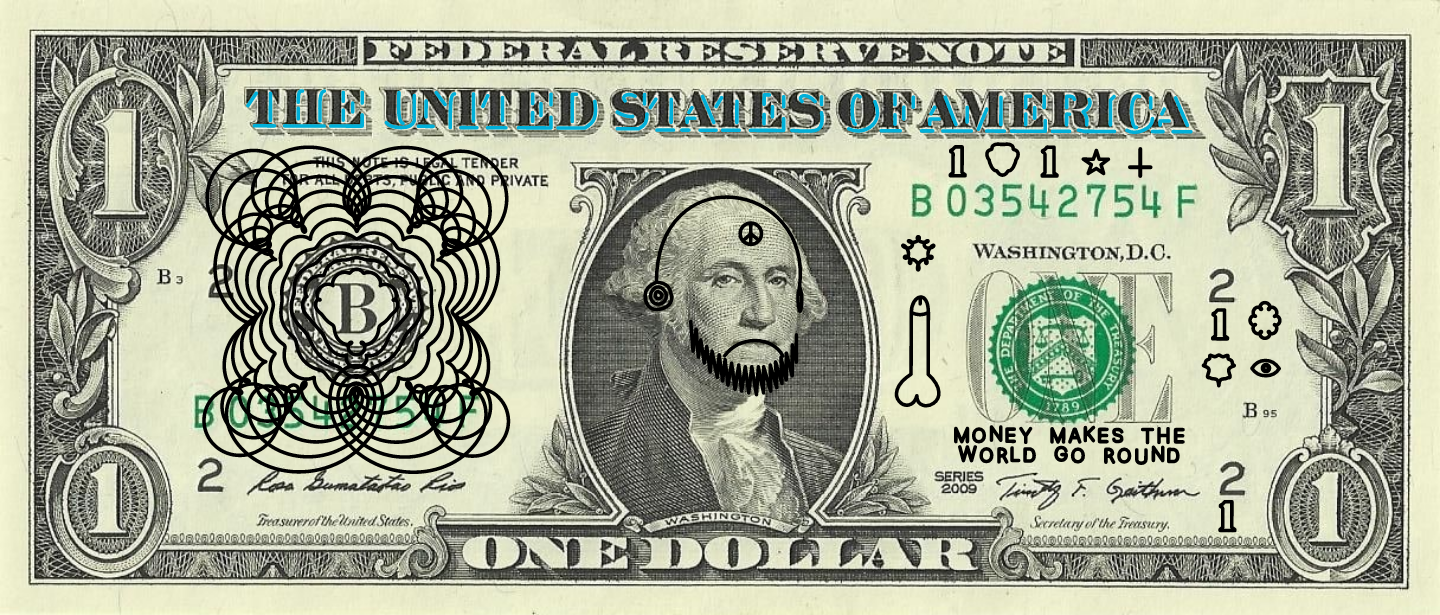 FEDERAL RESERVE NOTE
THE UNITED STATES OF AMERICA
THIS NOTE IS LEGAL TENDER
FOR ALL DEBTS, PUBLIC AND PRIVATE
1
1
1 1
B 03542754 F
WASHINGTON, D.C.
B 3
2
B
ONE
THE DEPARTMENT OF THE TREASURY
1789
2
1
B 95
B 03542754 F
MONEY MAKES THE
WORLD GO ROUND
2
Rosa Gumataotao Rios
SERIES
2009
Timothy F. Geithner
2
1
Treasurer of the United States.
WASHINGTON
Secretary of the Treasury.
1
ONE DOLLAR
1